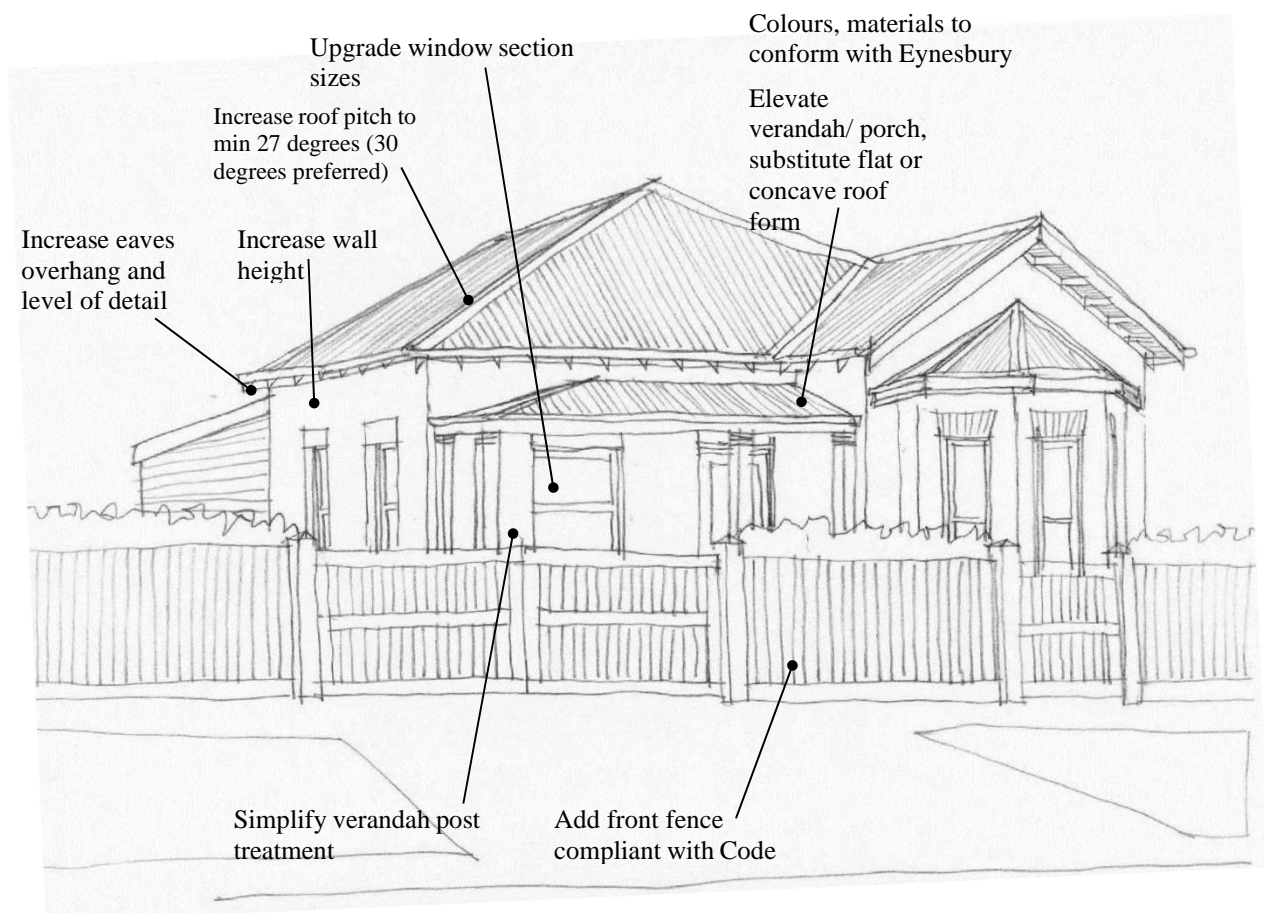 Colours, materials to
conform with Eynesbury
Upgrade window section
sizes
Increase roof pitch to
min 27 degrees (30
degrees preferred)
Elevate
verandah/ porch,
substitute flat or
concave roof
form
Increase eaves
overhang and
level of detail
Increase wall
height
Simplify verandah post
treatment
Add front fence
compliant with Code